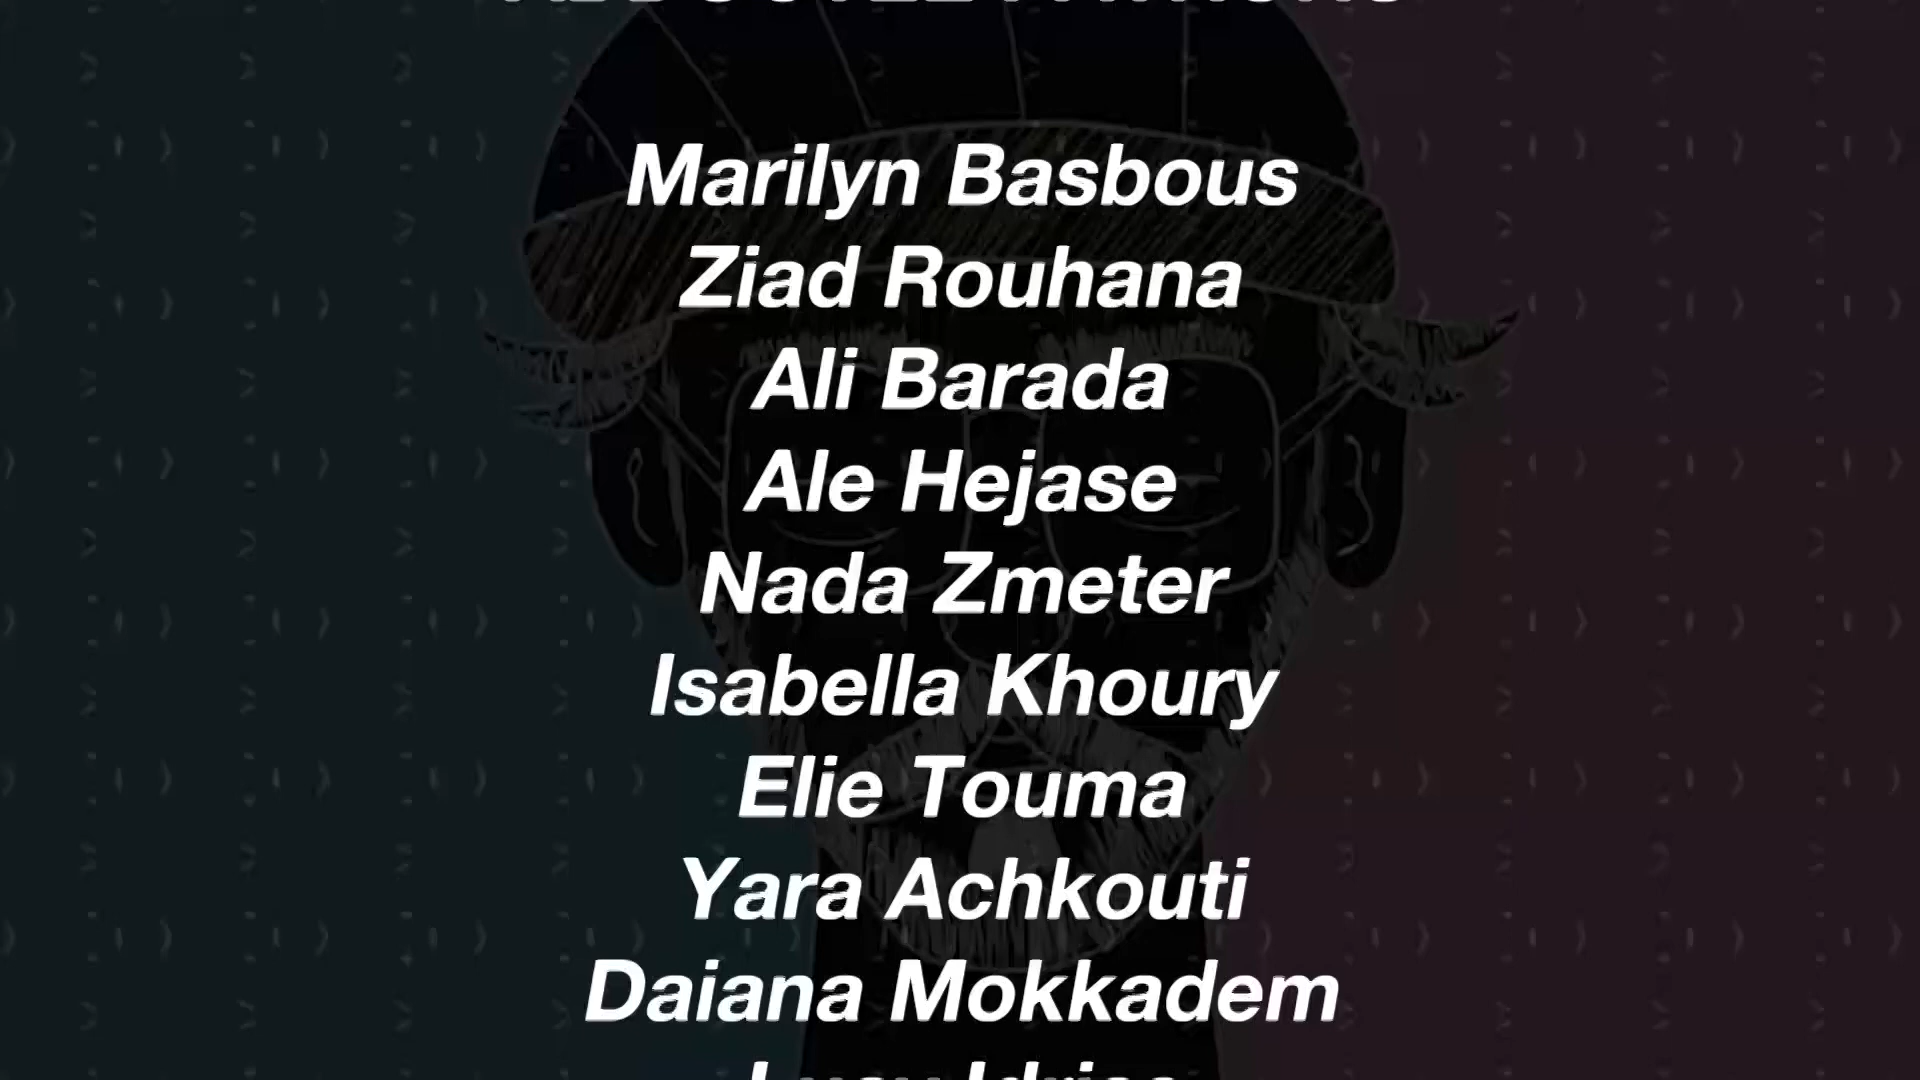 Marilyn Basbous
Ziad Rouhana
Ali Barada
Ale Hejase
Nada Zmeter
Isabella Khoury
Elie Touma
Yara Achkouti
Daiana Mokkadem